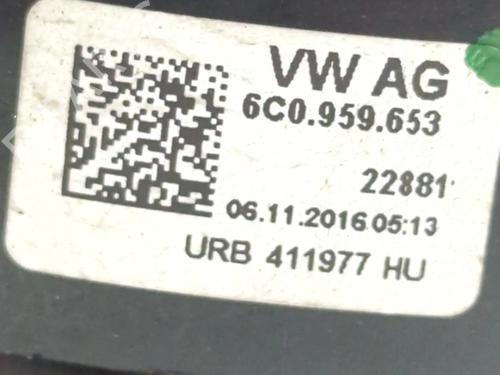 VW AG
6C0.959.653
22881
06.11.2016 05:13
URB 411977 HU